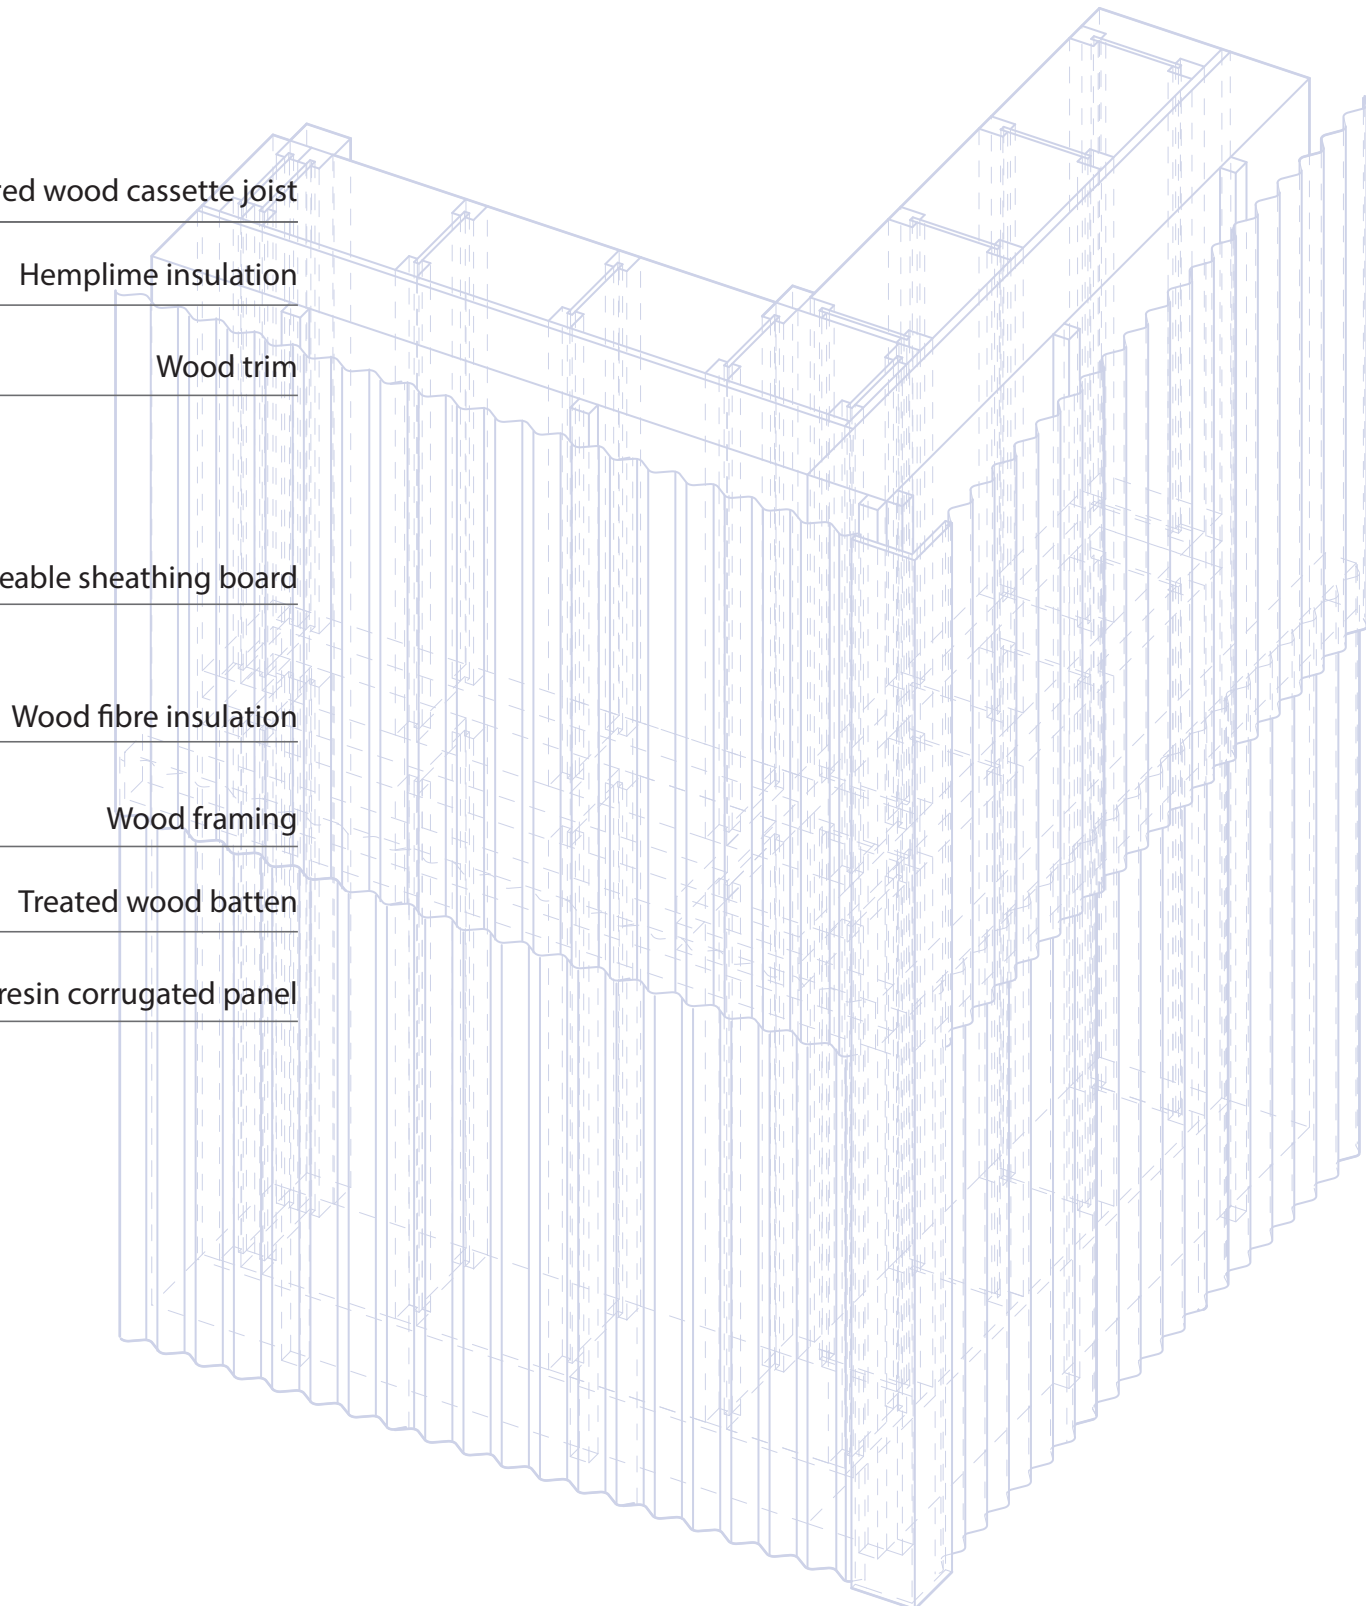 red wood cassette joist
Hemplime insulation
Wood trim
eable sheathing board
Wood fibre insulation
Wood framing
Treated wood batten
resin corrugated panel